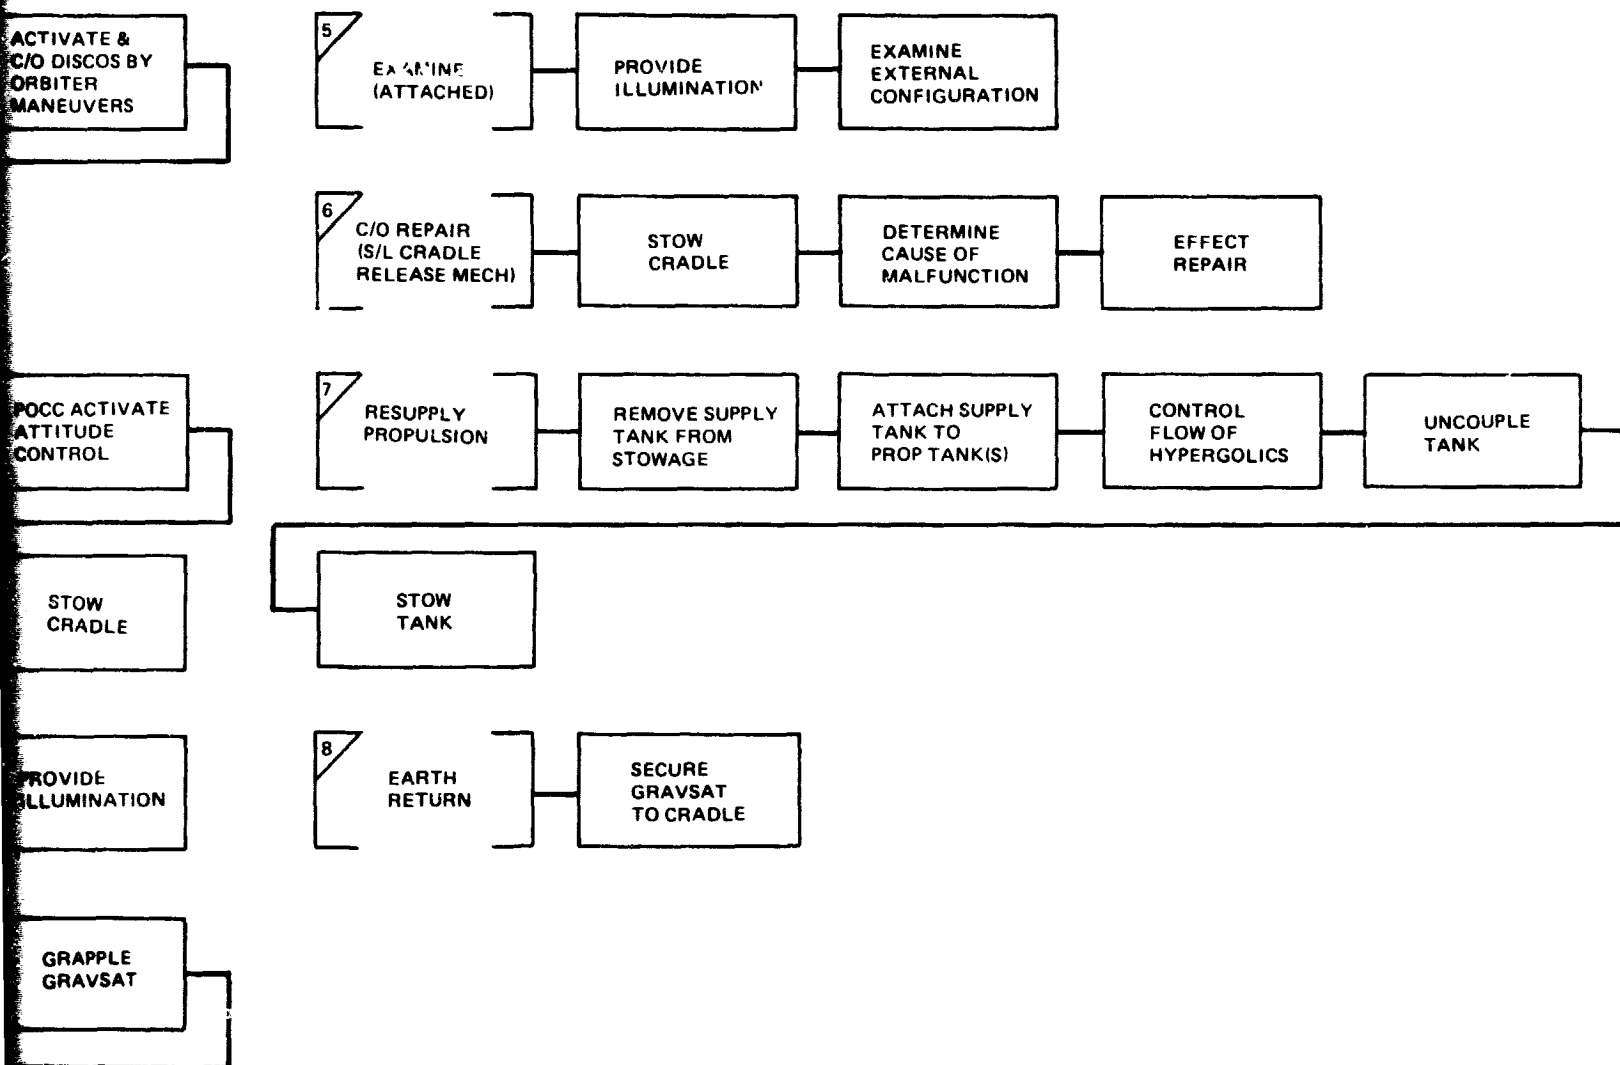 ACTIVATE &
C/O DISCOS BY
ORBITER
MANEUVERS
5
EXAMINE
(ATTACHED)
PROVIDE
ILLUMINATION
EXAMINE
EXTERNAL
CONFIGURATION
6
C/O REPAIR
(S/L CRADLE
RELEASE MECH)
STOW
CRADLE
DETERMINE
CAUSE OF
MALFUNCTION
EFFECT
REPAIR
POCC ACTIVATE
ATTITUDE
CONTROL
7
RESUPPLY
PROPULSION
REMOVE SUPPLY
TANK FROM
STOWAGE
ATTACH SUPPLY
TANK TO
PROP TANK(S)
CONTROL
FLOW OF
HYPERGOLICS
UNCOUPLE
TANK
STOW
CRADLE
STOW
TANK
PROVIDE
ILLUMINATION
8
EARTH
RETURN
SECURE
GRAVSAT
TO CRADLE
GRAPPLE
GRAVSAT